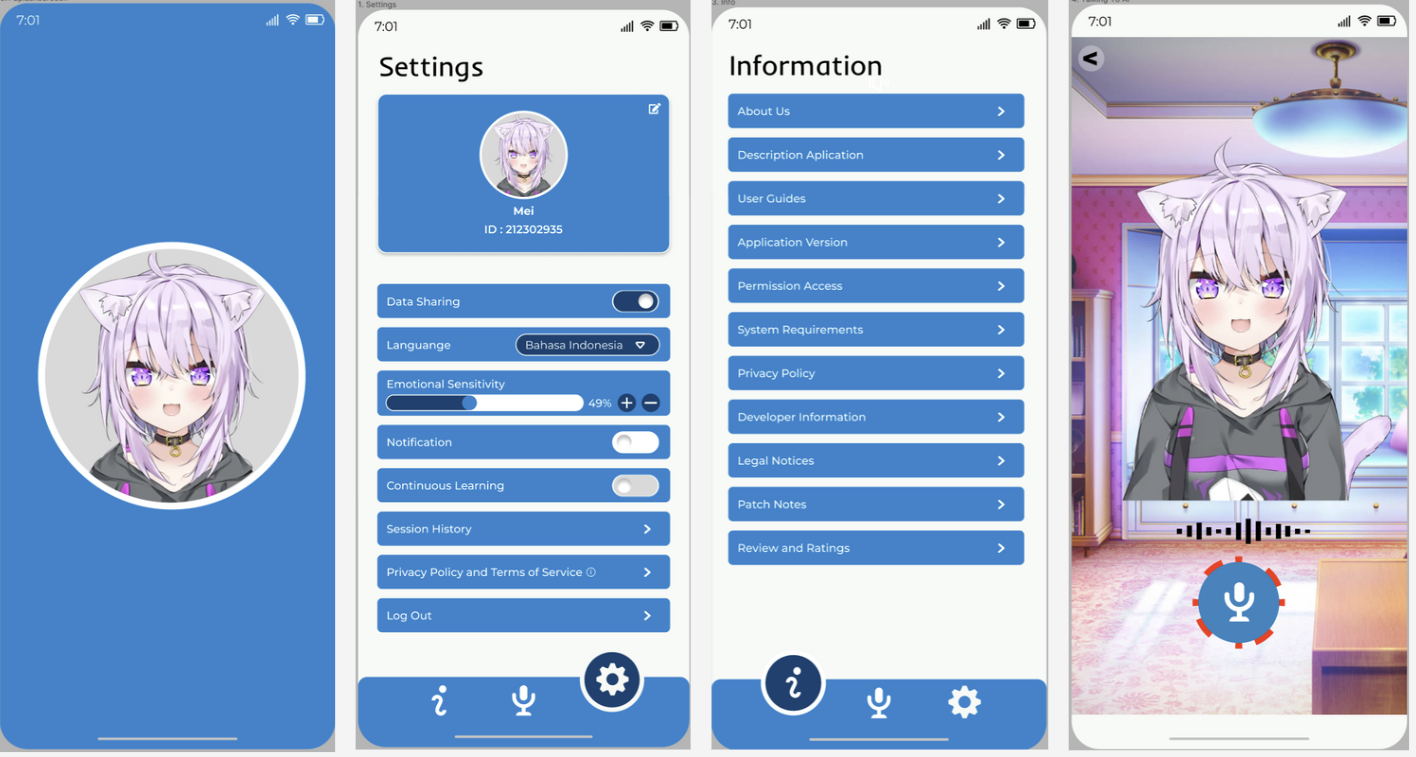 7:01
1. Settings
7:01
Settings
Mei
ID : 212302935
Data Sharing
Languange
Bahasa Indonesia
Emotional Sensitivity
49%
Notification
Continuous Learning
Session History
Privacy Policy and Terms of Service
Log Out
3. Info
7:01
Information
About Us
Description Aplication
User Guides
Application Version
Permission Access
System Requirements
Privacy Policy
Developer Information
Legal Notices
Patch Notes
Review and Ratings
7:01